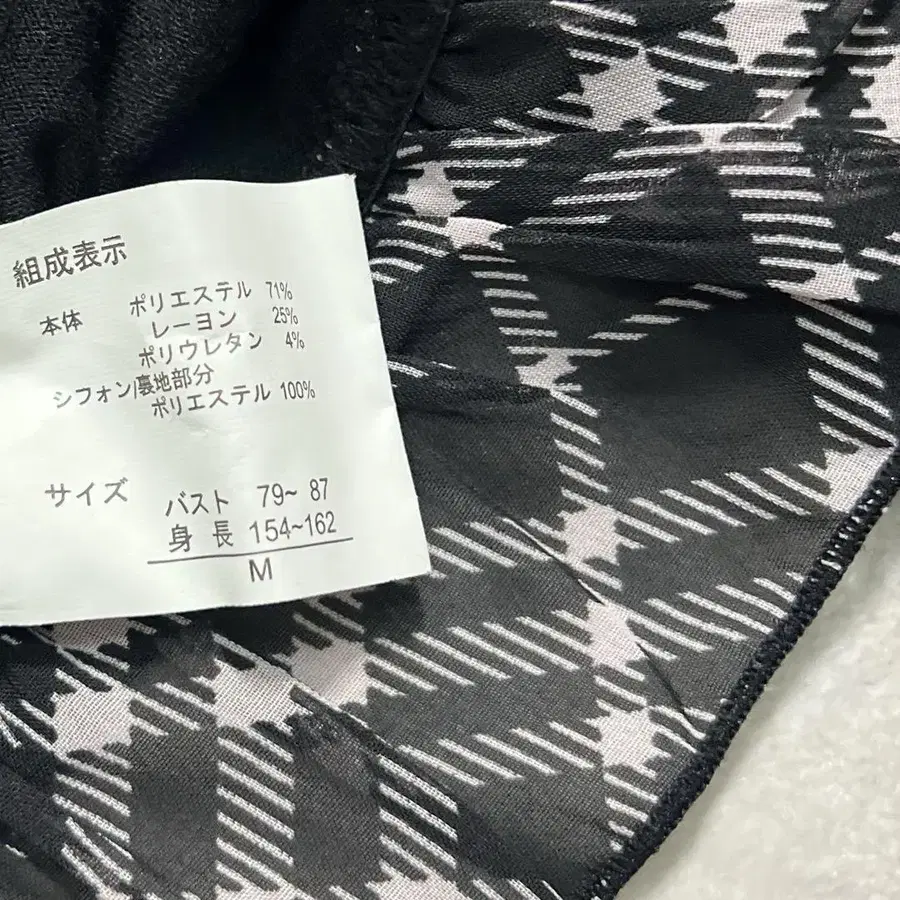 組成表示
本体 ポリエステル 71%
レーヨン 25%
ポリウレタン 4%
シフォン/裏地部分
ポリエステル 100%
サイズ バスト 79~ 87
身長 154~162
M